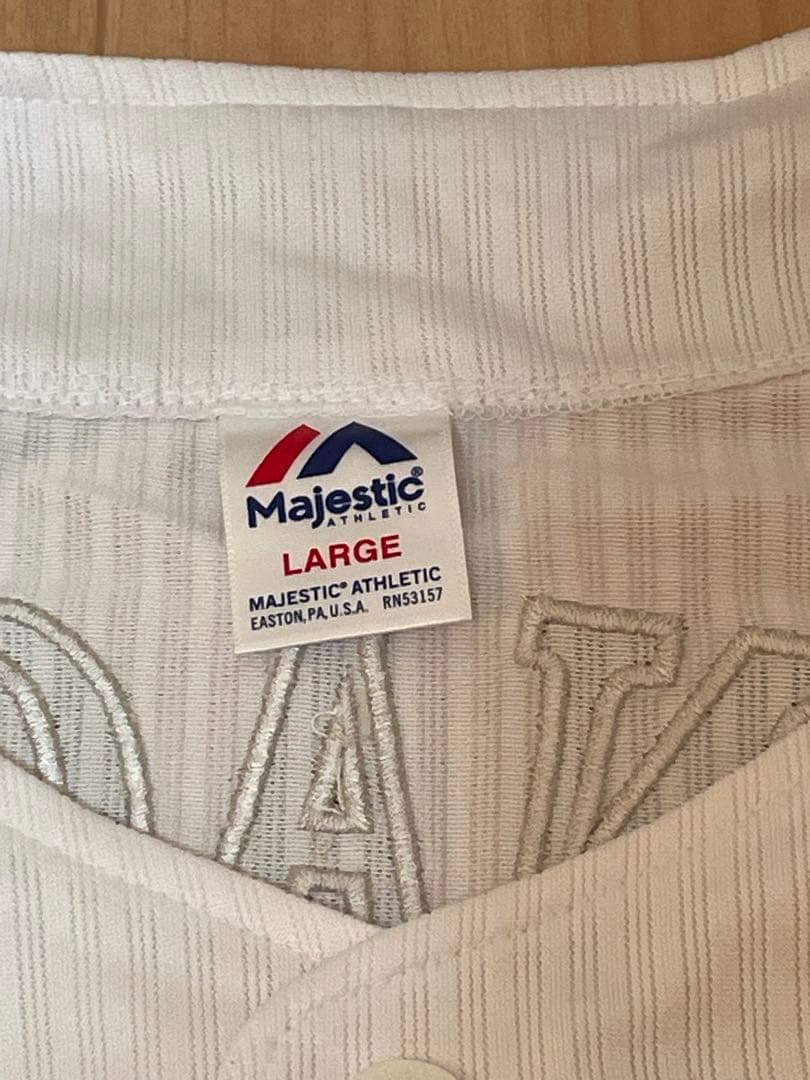 Majestic®
ATHLETIC
LARGE
MAJESTIC® ATHLETIC
EASTON, PA, U.S.A. RN53157